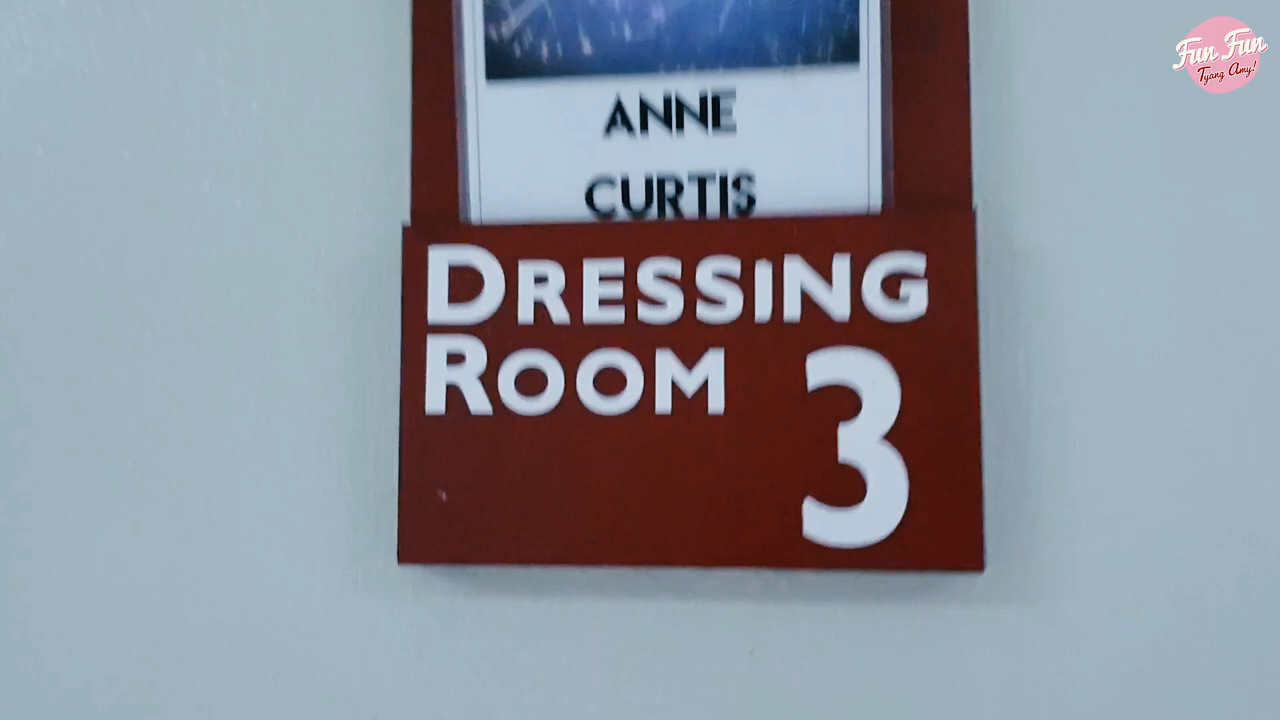 Fun Fun
Tyang Amy!
ANNE
CURTIS
DRESSING
ROOM 3